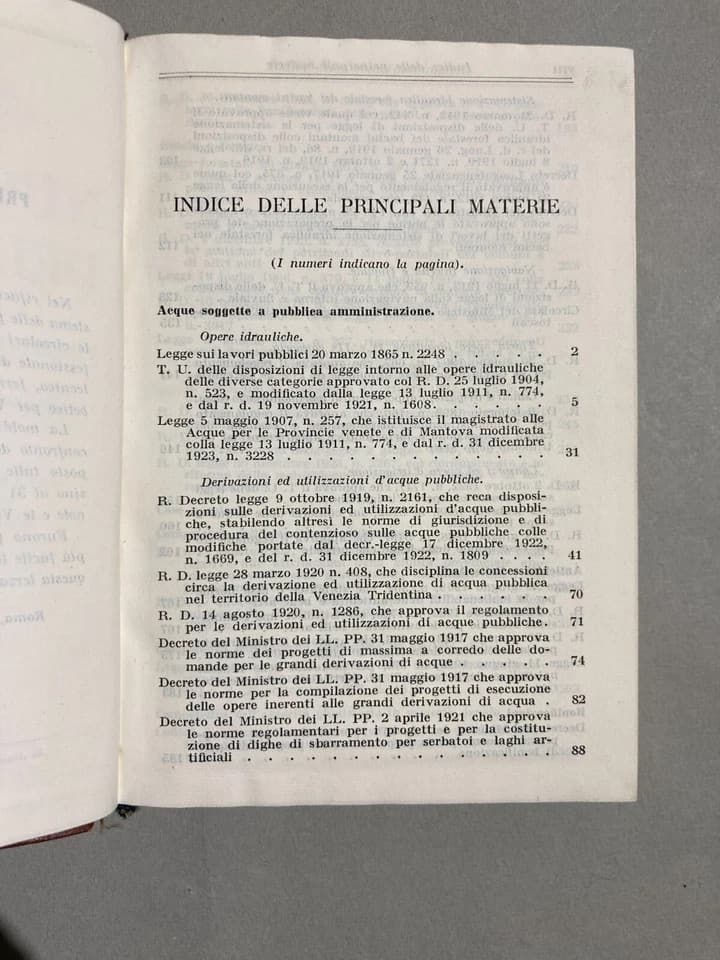 INDICE DELLE PRINCIPALI MATERIE
(I numeri indicano la pagina).
Acque soggette a pubblica amministrazione.
Opere idrauliche.
Legge sui lavori pubblici 20 marzo 1865 n. 2248 . . . . . 2
T. U. delle disposizioni di legge intorno alle opere idrauliche
delle diverse categorie approvato col R. D. 25 luglio 1904,
n. 523, e modificato dalla legge 13 luglio 1911, n. 774,
e dal r. d. 19 novembre 1921, n. 1608. . . . . . 5
Legge 5 maggio 1907, n. 257, che istituisce il magistrato alle
Acque per le Provincie venete e di Mantova modificata
colla legge 13 luglio 1911, n. 774, e dal r. d. 31 dicembre
1923, n. 3228 . . . . . . . . . . . . . 31
Derivazioni ed utilizzazioni d'acque pubbliche.
R. Decreto legge 9 ottobre 1919, n. 2161, che reca disposi-
zioni sulle derivazioni ed utilizzazioni d'acque pubbli-
che, stabilendo altresì le norme di giurisdizione e di
procedura del contenzioso sulle acque pubbliche colle
modifiche portate dal decr.-legge 17 dicembre 1922,
n. 1669, e del r. d. 31 dicembre 1922, n. 1809 . . . . 41
R. D. legge 28 marzo 1920 n. 408, che disciplina le concessioni
circa la derivazione ed utilizzazione di acqua pubblica
nel territorio della Venezia Tridentina . . . . . . 70
R. D. 14 agosto 1920, n. 1286, che approva il regolamento
per le derivazioni ed utilizzazioni di acque pubbliche. 71
Decreto del Ministro dei LL. PP. 31 maggio 1917 che approva
le norme dei progetti di massima a corredo delle do-
mande per le grandi derivazioni di acque . . . . . 74
Decreto del Ministro dei LL. PP. 31 maggio 1917 che approva
le norme per la compilazione dei progetti di esecuzione
delle opere inerenti alle grandi derivazioni di acqua . 82
Decreto del Ministro dei LL. PP. 2 aprile 1921 che approva
le norme regolamentari per i progetti e per la costitu-
zione di dighe di sbarramento per serbatoi e laghi ar-
tificiali . . . . . . . . . . . . . . 88